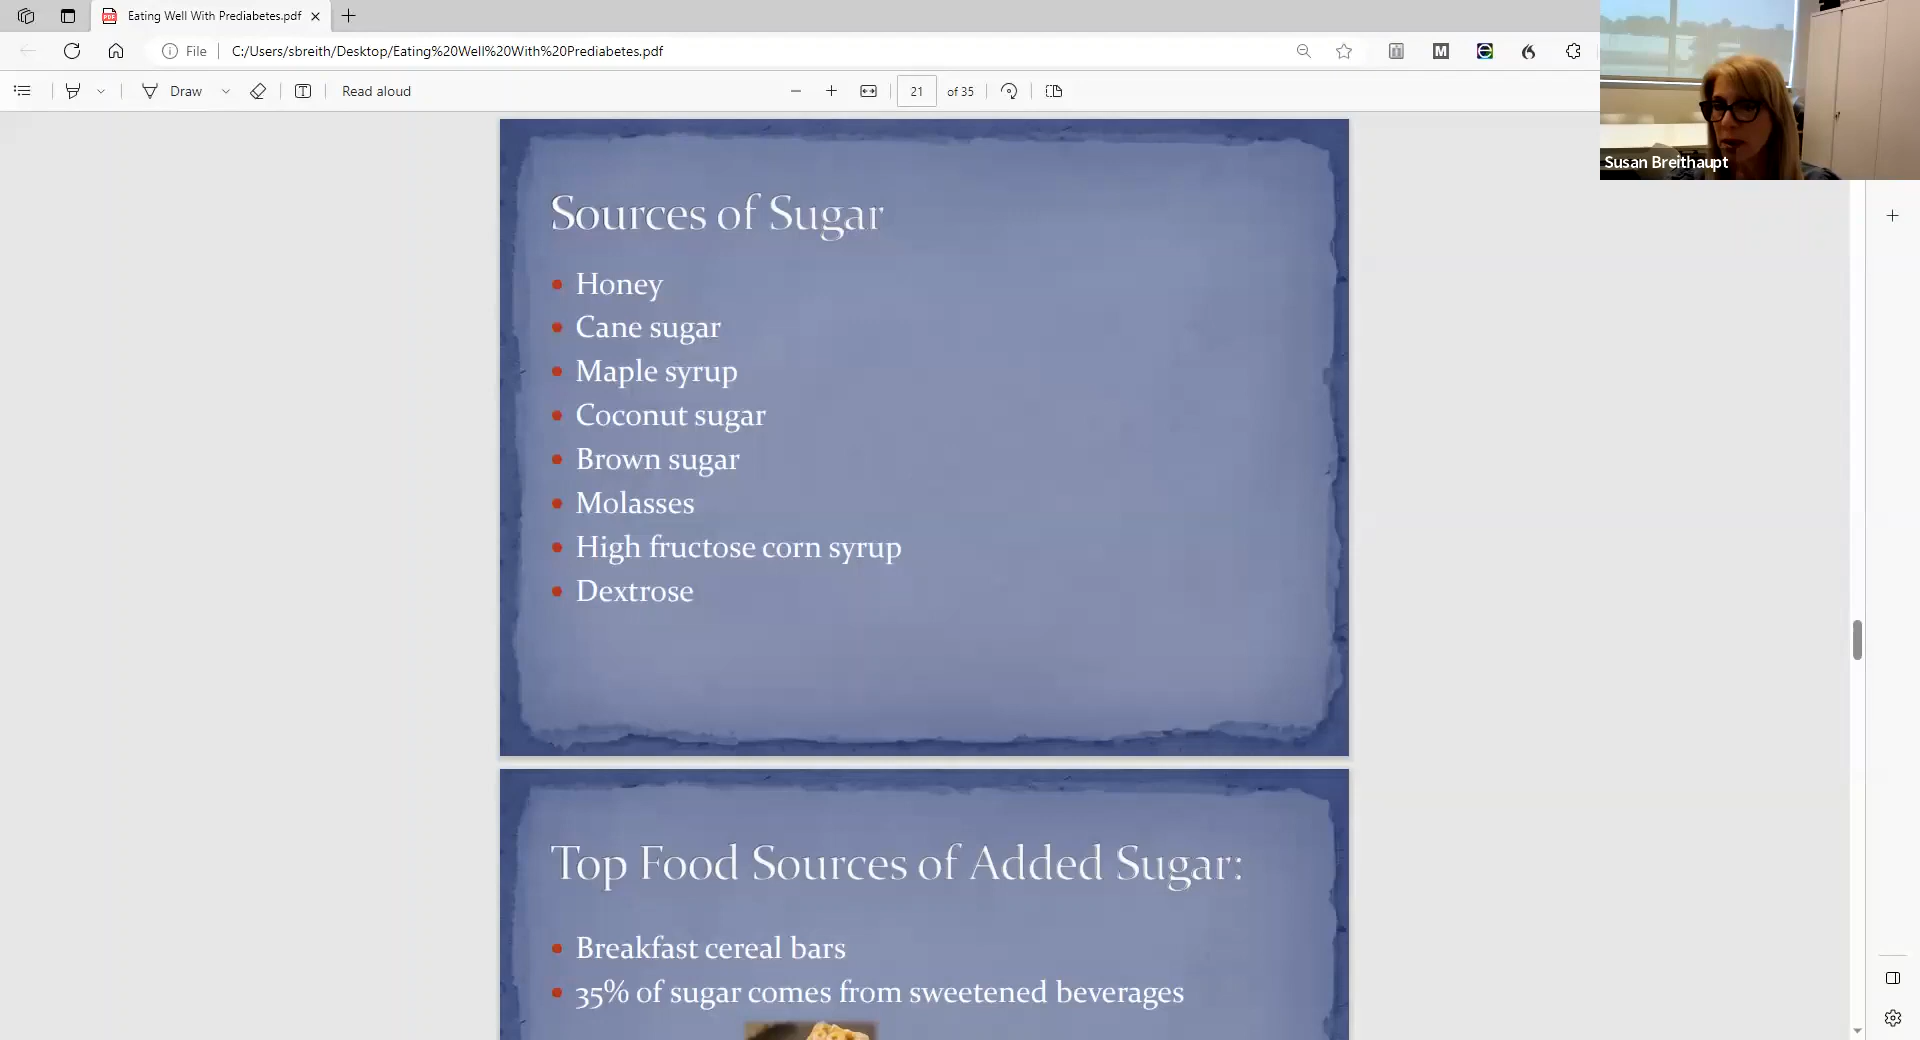 Eating Well With Prediabetes.pdf
File
C:/Users/sbreith/Desktop/Eating%20Well%20With%20Prediabetes.pdf
M
Draw
Read aloud
21 of 35
Susan Breithaupt
Sources of Sugar
• Honey
• Cane sugar
• Maple syrup
• Coconut sugar
• Brown sugar
• Molasses
• High fructose corn syrup
• Dextrose
Top Food Sources of Added Sugar:
• Breakfast cereal bars
• 35% of sugar comes from sweetened beverages